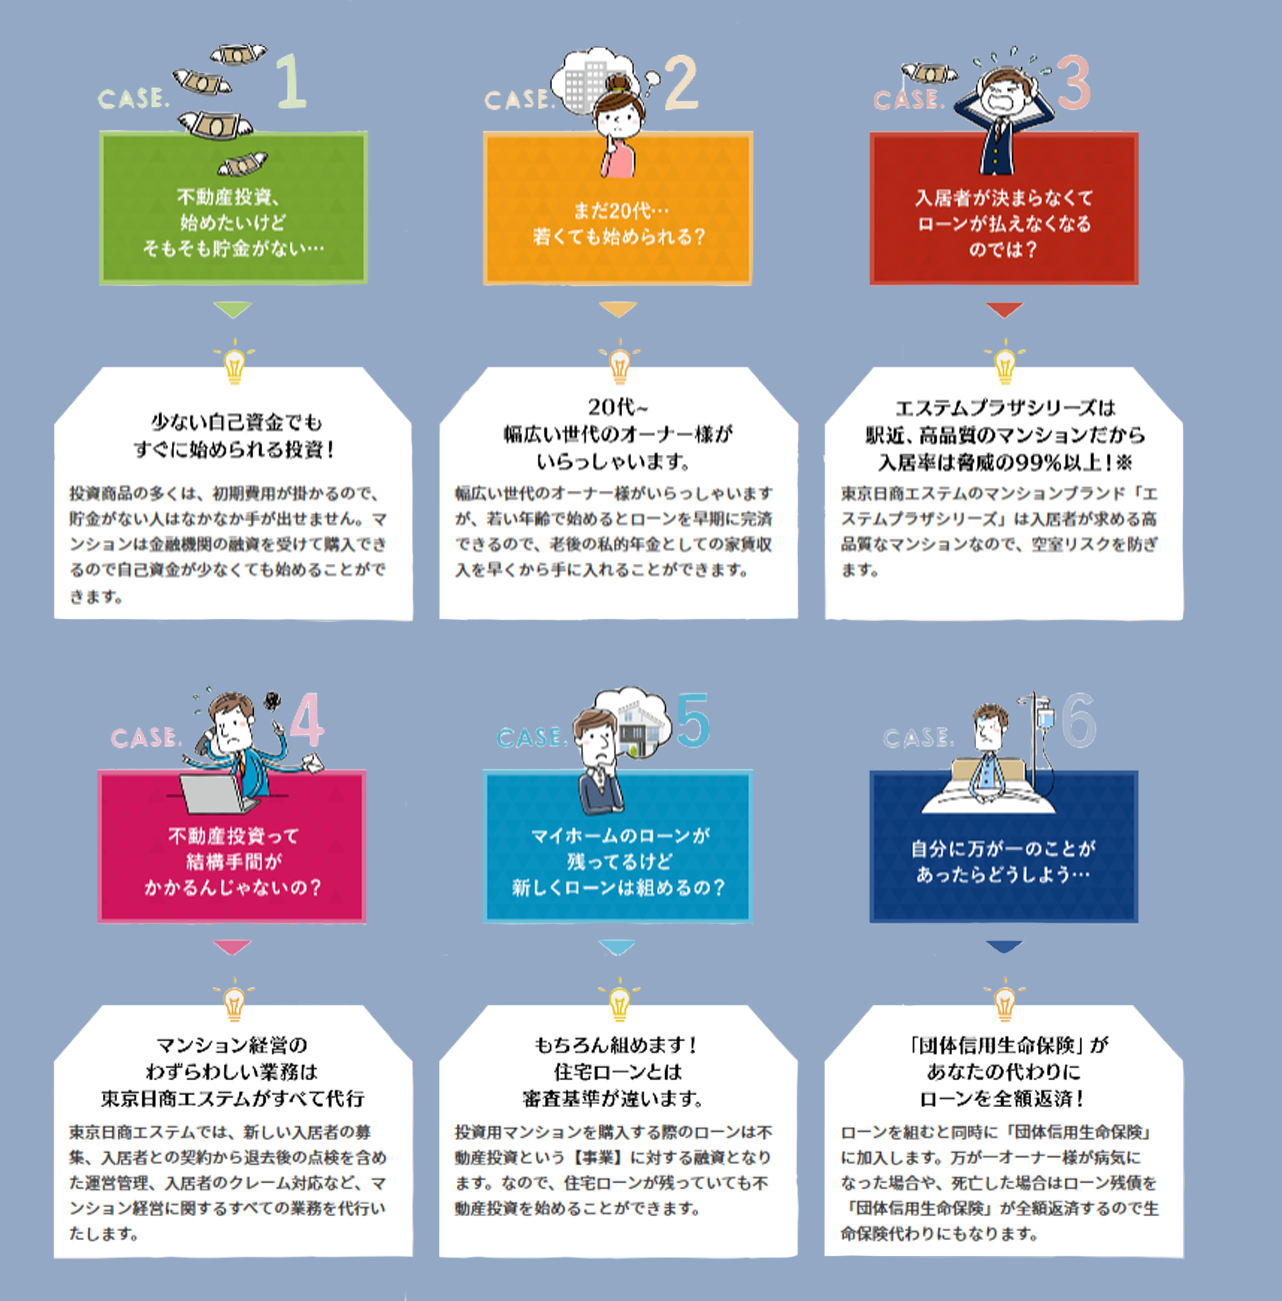 CASE. 1
不動産投資、
始めたいけど
そもそも貯金がない…
少ない自己資金でも
すぐに始められる投資！
投資商品の多くは、初期費用が掛かるので、
貯金がない人はなかなか手が出せません。マ
ンションは金融機関の融資を受けて購入でき
るので自己資金が少なくても始めることがで
きます。
CASE. 2
まだ20代…
若くても始められる？
20代~
幅広い世代のオーナー様が
いらっしゃいます。
幅広い世代のオーナー様がいらっしゃいます
が、若い年齢で始めるとローンを早期に完済
できるので、老後の私的年金としての家賃収
入を早くから手に入れることができます。
CASE. 3
入居者が決まらなくて
ローンが払えなくなる
のでは？
エステムプラザシリーズは
駅近、高品質のマンションだから
入居率は脅威の99%以上！※
東京日商エステムのマンションブランド「エ
ステムプラザシリーズ」は入居者が求める高
品質なマンションなので、空室リスクを防ぎ
ます。
CASE. 4
不動産投資って
結構手間が
かかるんじゃないの？
マンション経営の
わずらわしい業務は
東京日商エステムがすべて代行
東京日商エステムでは、新しい入居者の募
集、入居者との契約から退去後の点検を含め
た運営管理、入居者のクレーム対応など、マ
ンション経営に関するすべての業務を代行い
たします。
CASE. 5
マイホームのローンが
残ってるけど
新しくローンは組めるの？
もちろん組めます！
住宅ローンとは
審査基準が違います。
投資用マンションを購入する際のローンは不
動産投資という【事業】に対する融資となり
ます。なので、住宅ローンが残っていても不
動産投資を始めることができます。
CASE. 6
自分に万が一のことが
あったらどうしよう…
「団体信用生命保険」が
あなたの代わりに
ローンを全額返済！
ローンを組むと同時に「団体信用生命保険」
に加入します。万が一オーナー様が病気に
なった場合や、死亡した場合はローン残債を
「団体信用生命保険」が全額返済するので生
命保険代わりにもなります。